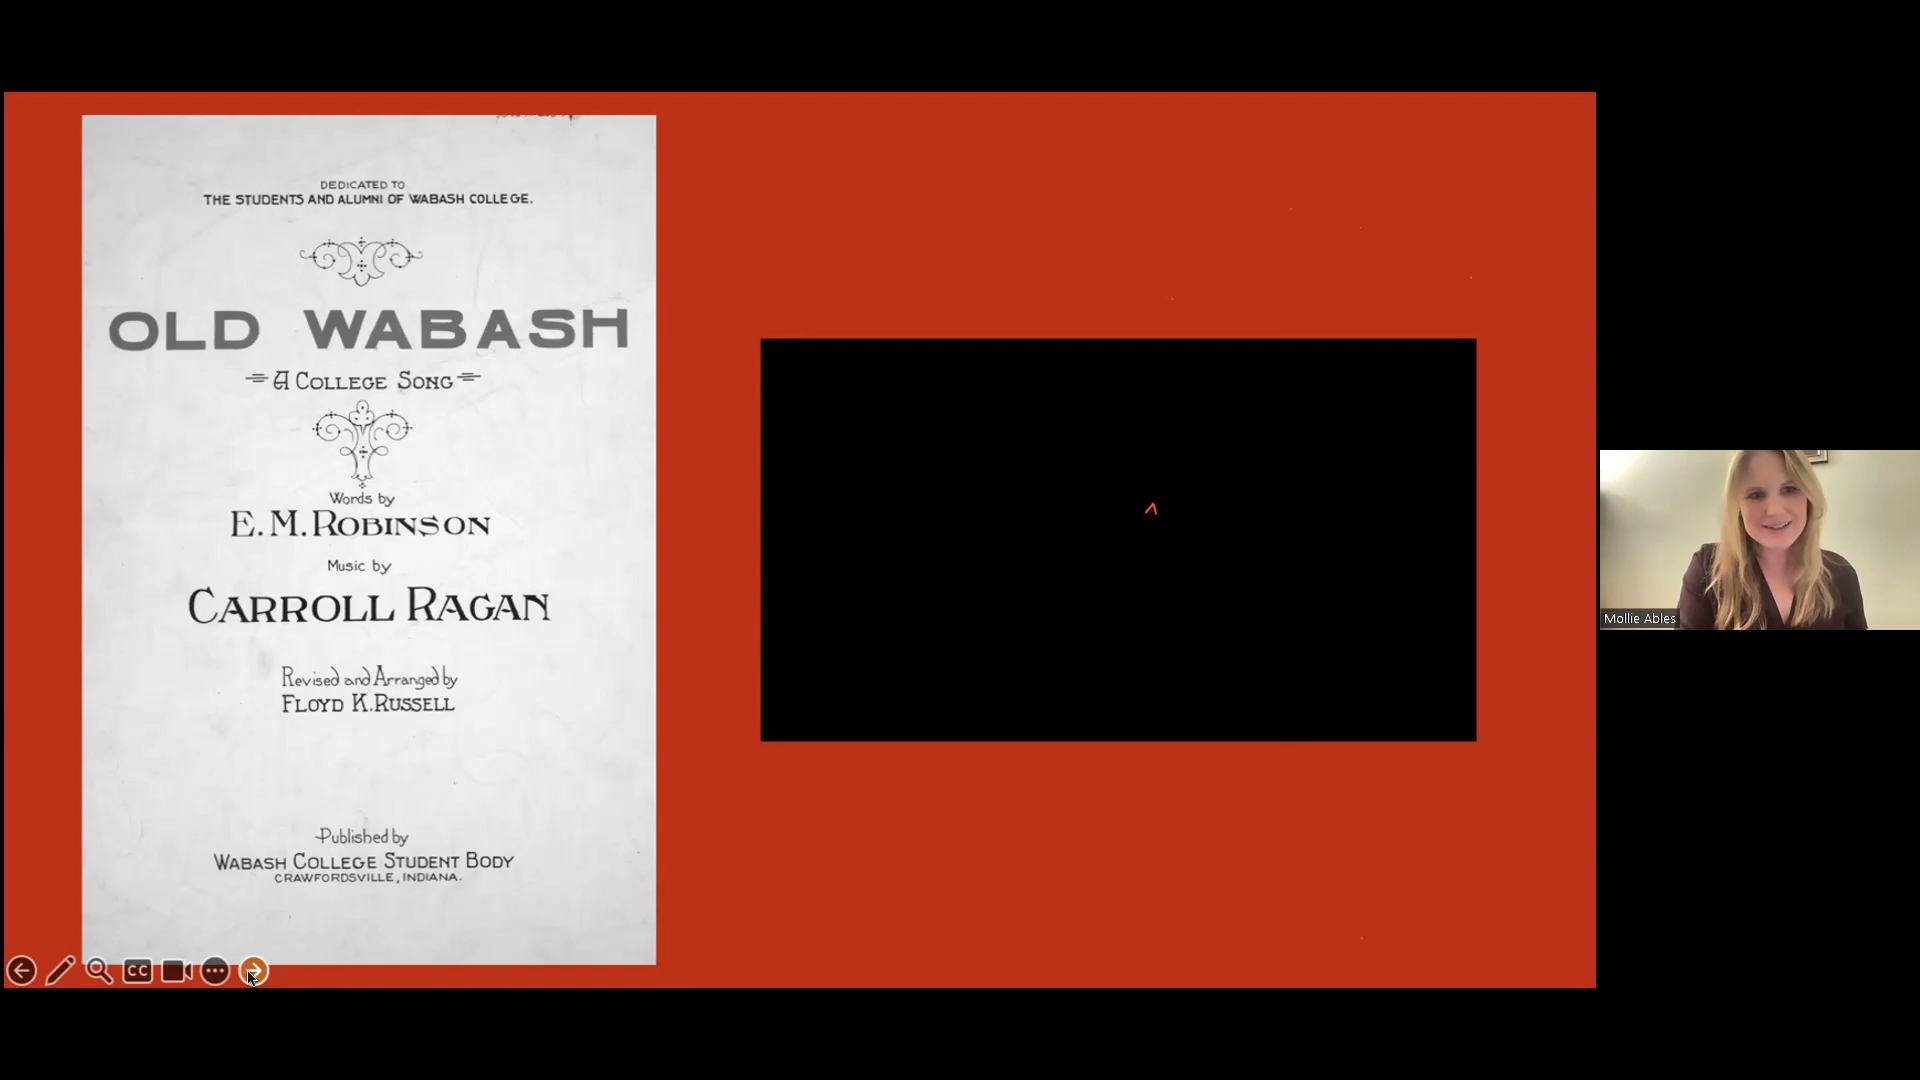 DEDICATED TO
THE STUDENTS AND ALUMNI OF WABASH COLLEGE.
OLD WABASH
A COLLEGE SONG
Words by
E. M. ROBINSON
Music by
CARROLL RAGAN
Revised and Arranged by
FLOYD K. RUSSELL
Published by
WABASH COLLEGE STUDENT BODY
CRAWFORDSVILLE, INDIANA.
CC
Mollie Ables